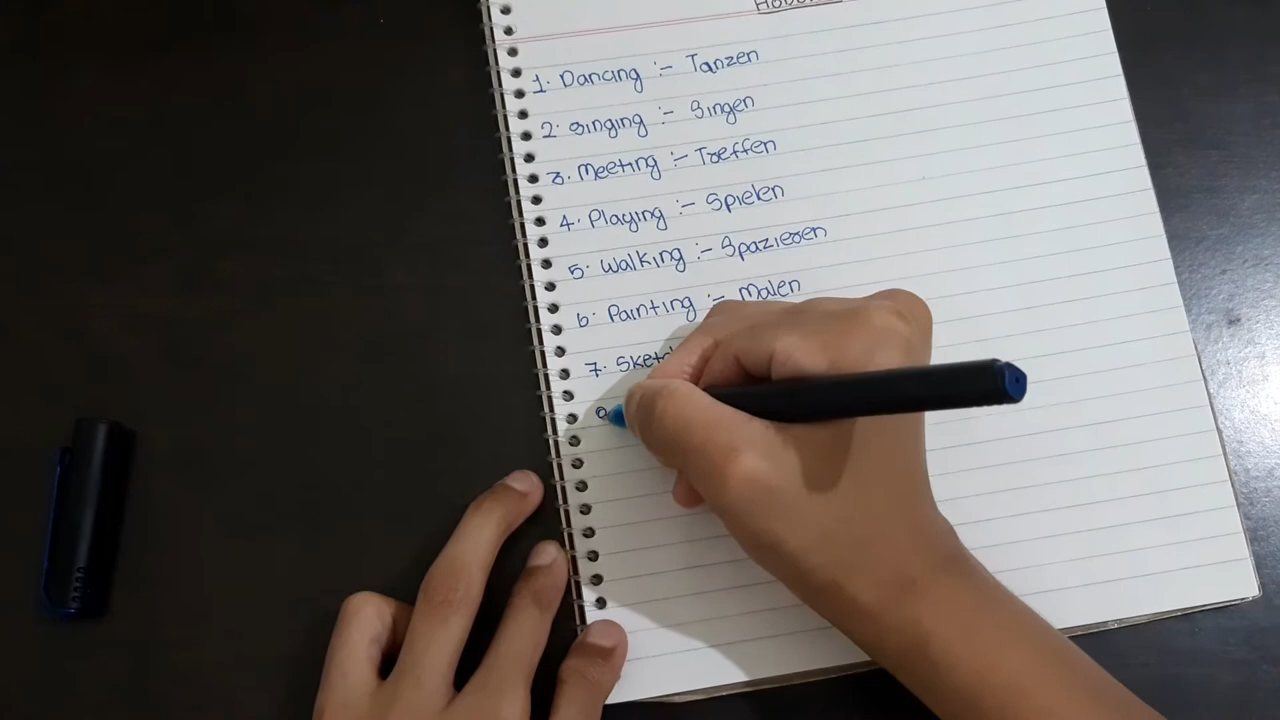 1. Dancing :- Tanzen
2. singing :- Singen
3. Meeting :- Treffen
4. Playing :- Spielen
5. Walking :- Spazieren
6. Painting :- Malen
7.